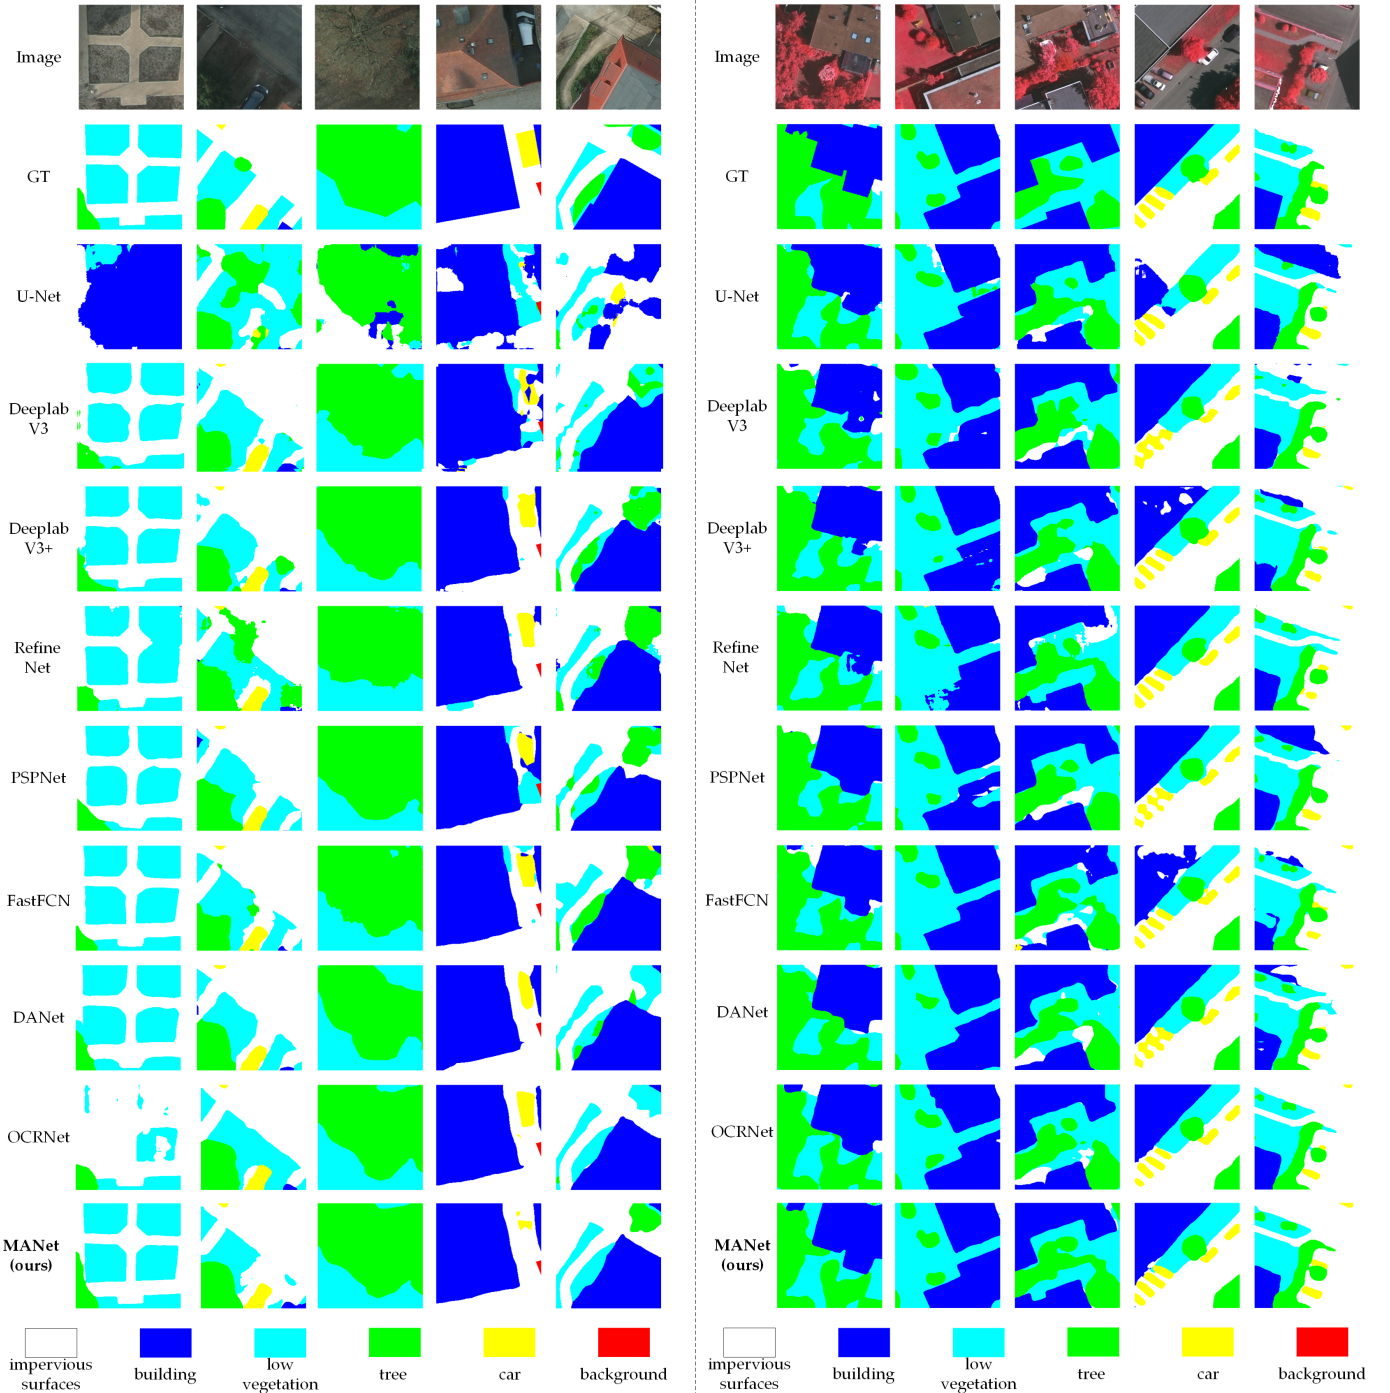 Image
GT
U-Net
Deeplab
V3
Deeplab
V3+
Refine
Net
PSPNet
FastFCN
DANet
OCRNet
MANet
(ours)
impervious
surfaces
building
low
vegetation
tree
car
background
Image
GT
U-Net
Deeplab
V3
Deeplab
V3+
Refine
Net
PSPNet
FastFCN
DANet
OCRNet
MANet
(ours)
impervious
surfaces
building
low
vegetation
tree
car
background